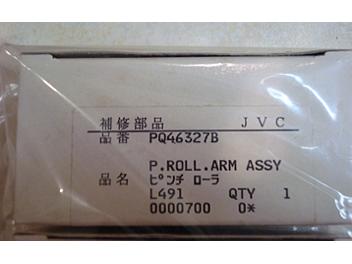 補修部品 JVC
品番 PQ46327B
P.ROLL.ARM ASSY
品名 ピンチ ローラ
L491 QTY 1
0000700 0*